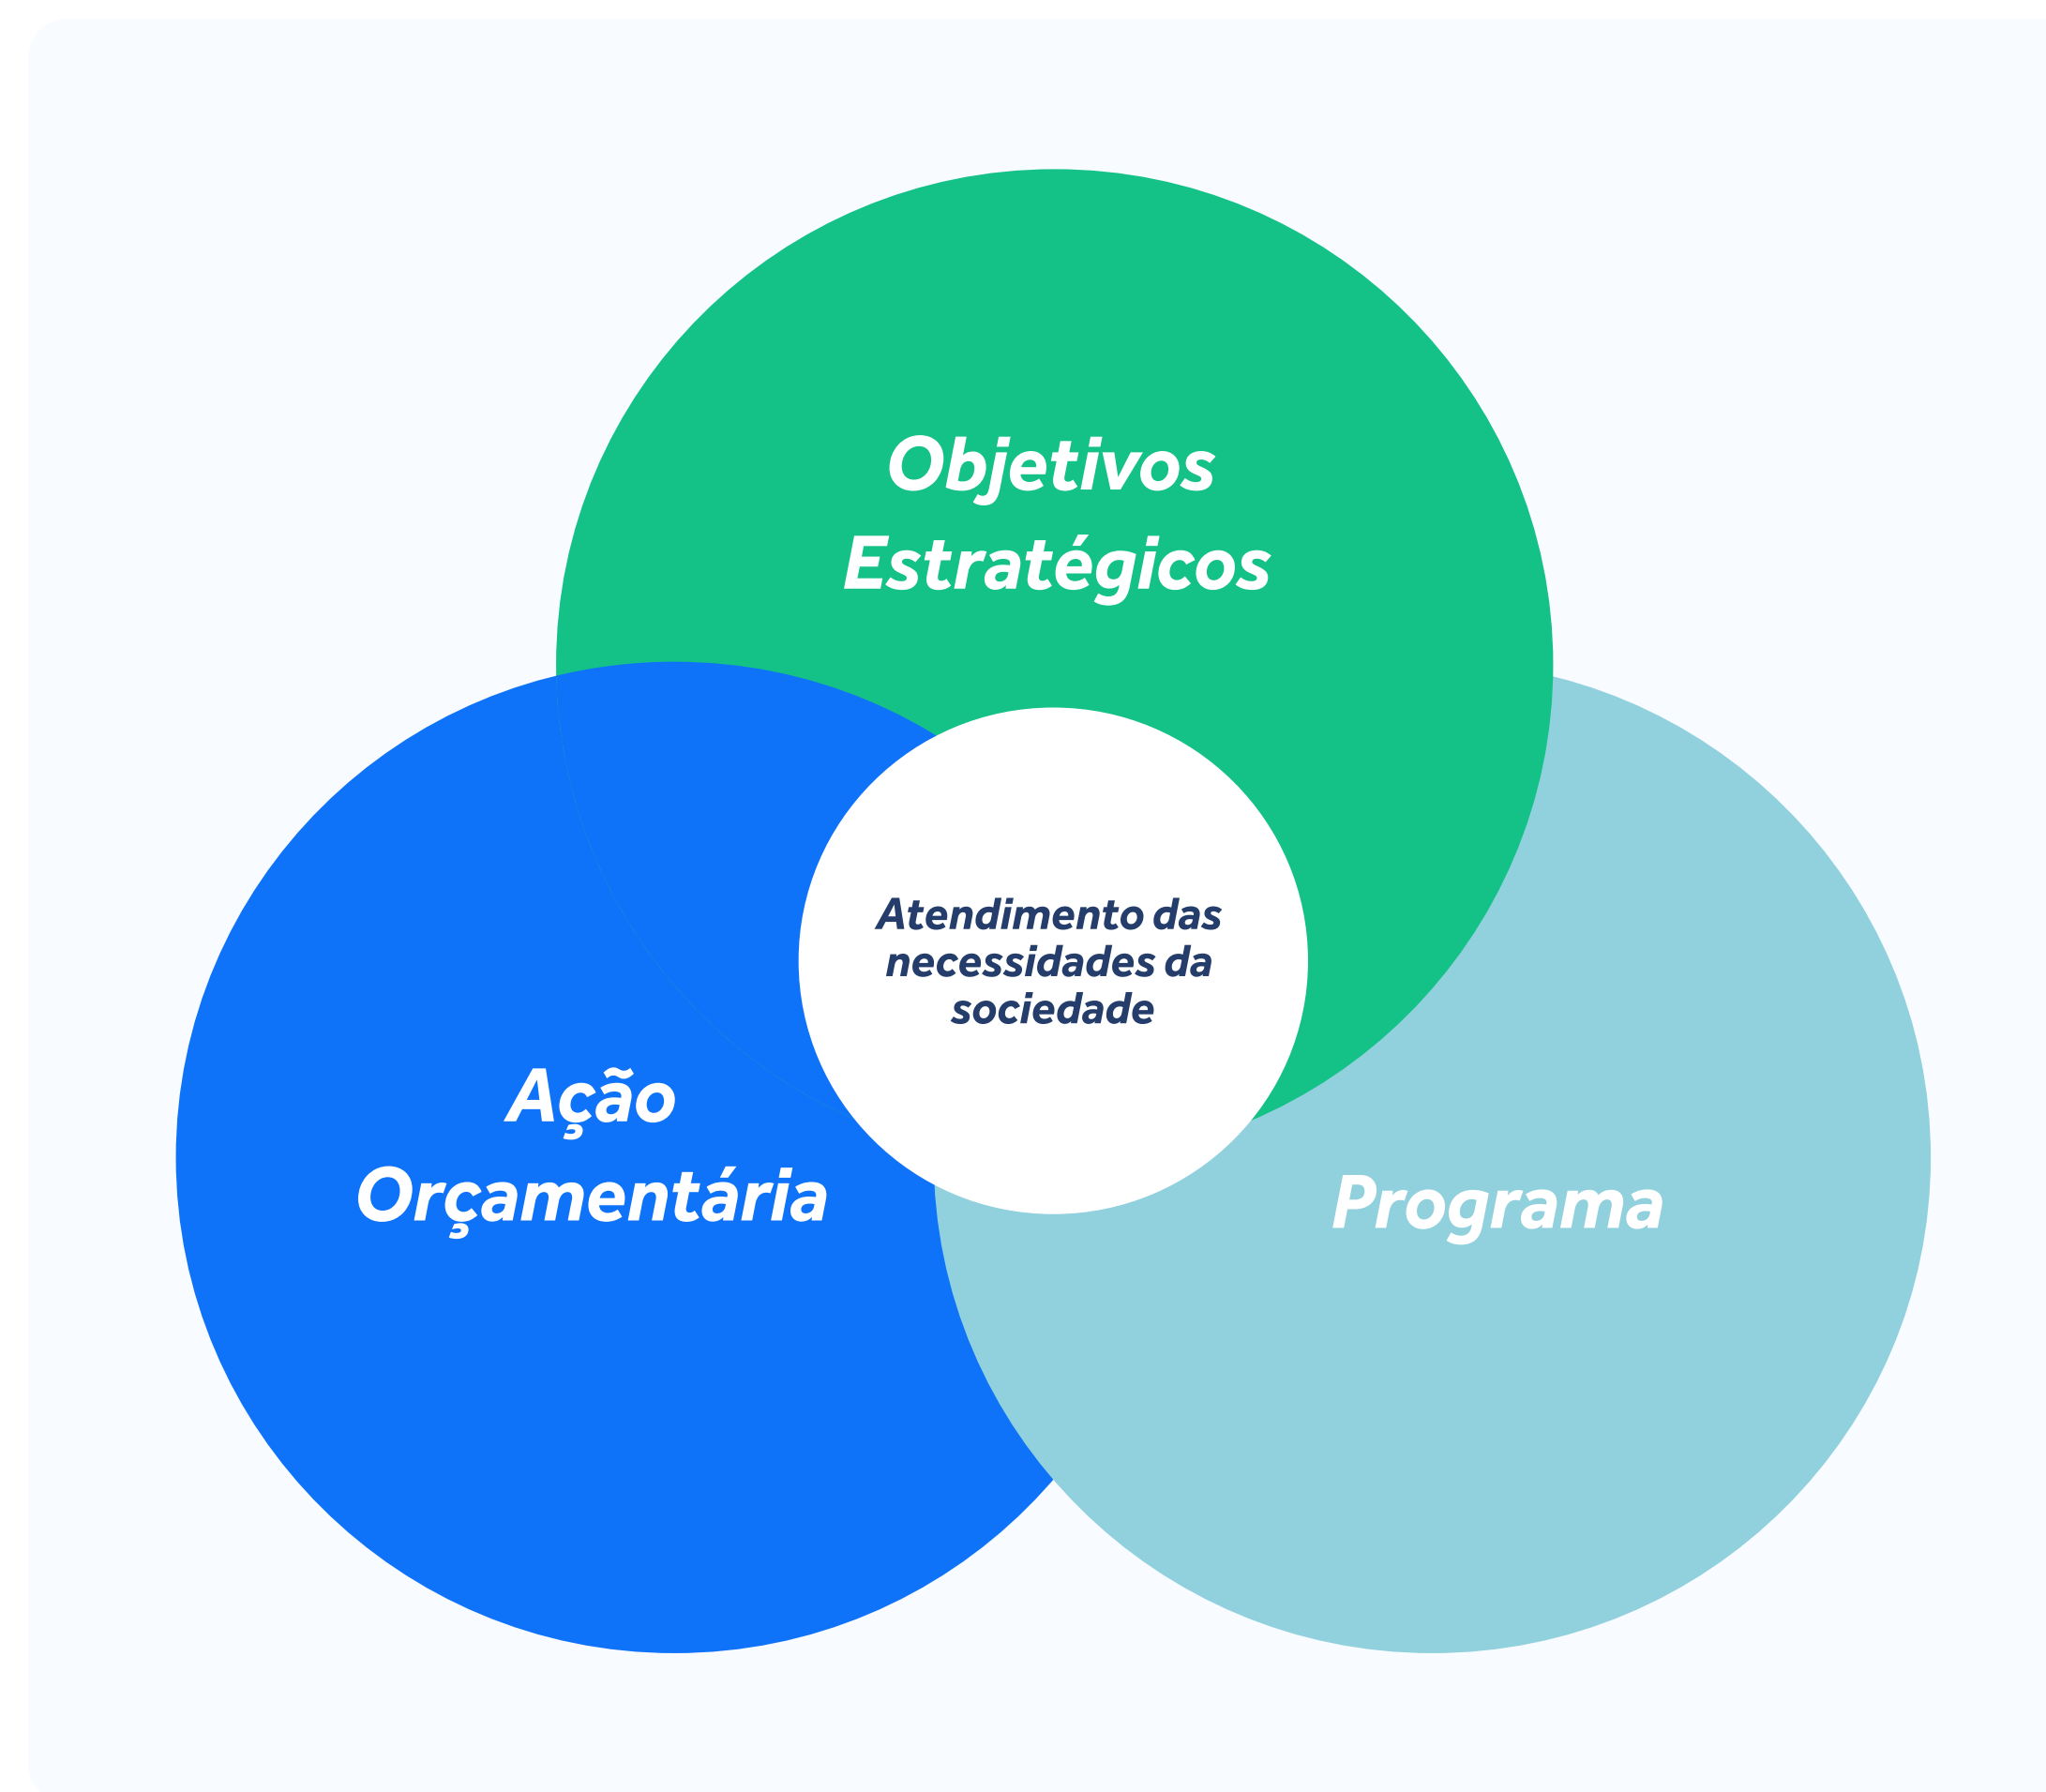 Objetivos
Estratégicos
Atendimento das
necessidades da
sociedade
Ação
Orçamentária
Programa